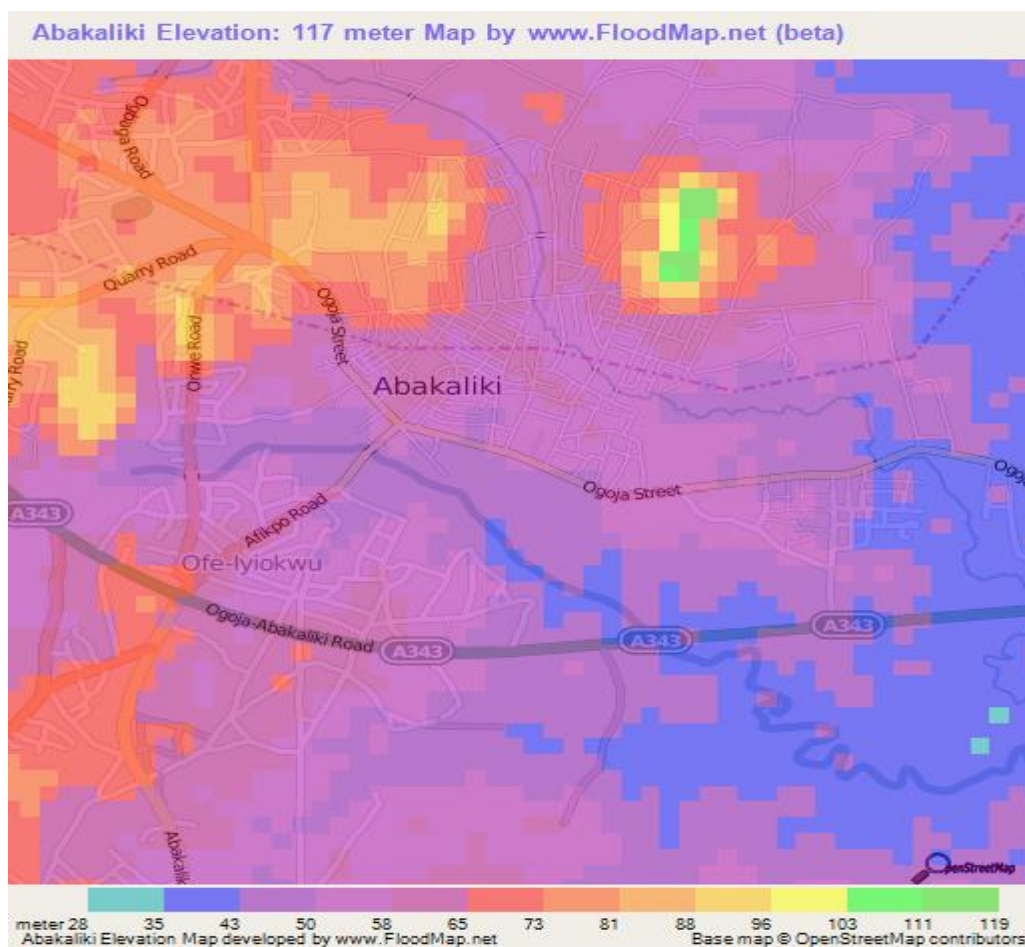 Abakaliki Elevation: 117 meter Map by www.FloodMap.net (beta)
Ogbaga Road
Quarry Road
Ogoja Street
Onwe Road
Abakaliki
Ogoja Street
A343
Afikpo Road
Ofe-Iyiokwu
Ogoja-Abakaliki Road
A343
A343
A343
Abakalik
OpenStreetMap
meter 28 35 43 50 58 65 73 81 88 96 103 111 119
Abakaliki Elevation Map developed by www.FloodMap.net Base map © OpenStreetMap contributors